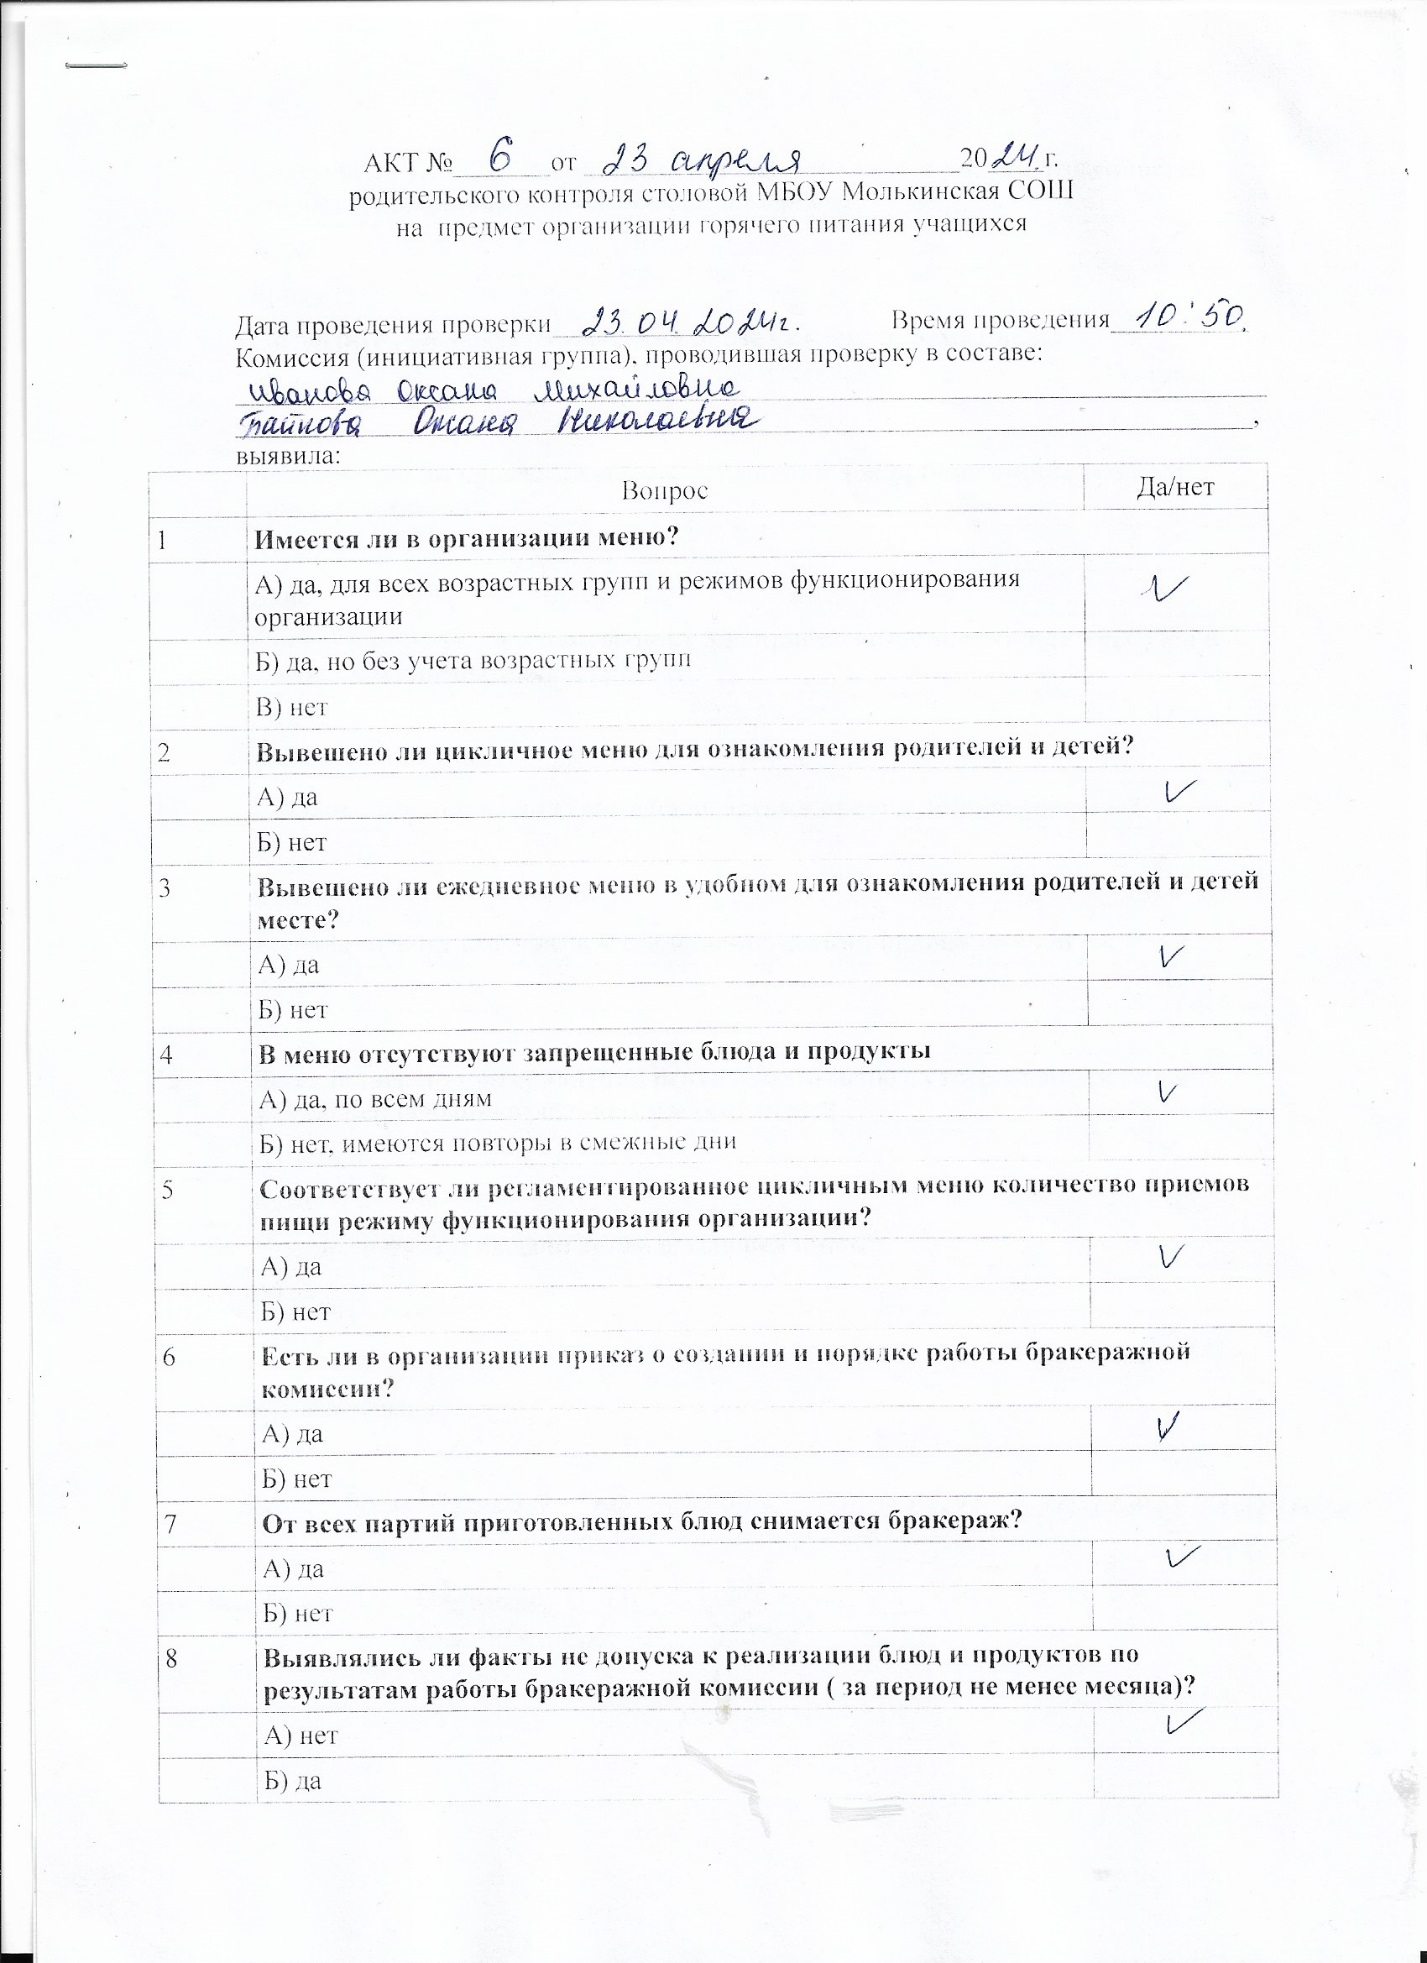 АКТ № 6 от 23 апреля 2024 г.
родительского контроля столовой МБОУ Молькинская СОШ
на предмет организации горячего питания учащихся
Дата проведения проверки 23.04.2024г. Время проведения 10:50.
Комиссия (инициативная группа), проводившая проверку в составе:
Иванова Оксана Михайловна
Оксана Николаевна,
выявила:
Вопрос Да/нет
1 Имеется ли в организации меню?
А) да, для всех возрастных групп и режимов функционирования ✓
организации
Б) да, но без учета возрастных групп
В) нет
2 Вывешено ли цикличное меню для ознакомления родителей и детей?
А) да ✓
Б) нет
3 Вывешено ли ежедневное меню в удобном для ознакомления родителей и детей
месте?
А) да ✓
Б) нет
4 В меню отсутствуют запрещенные блюда и продукты
А) да, по всем дням ✓
Б) нет, имеются повторы в смежные дни
5 Соответствует ли регламентированное цикличным меню количество приемов
пищи режиму функционирования организации?
А) да ✓
Б) нет
6 Есть ли в организации приказ о создании и порядке работы бракеражной
комиссии?
А) да ✓
Б) нет
7 От всех партий приготовленных блюд снимается бракераж?
А) да ✓
Б) нет
8 Выявлялись ли факты не допуска к реализации блюд и продуктов по
результатам работы бракеражной комиссии ( за период не менее месяца)?
А) нет ✓
Б) да